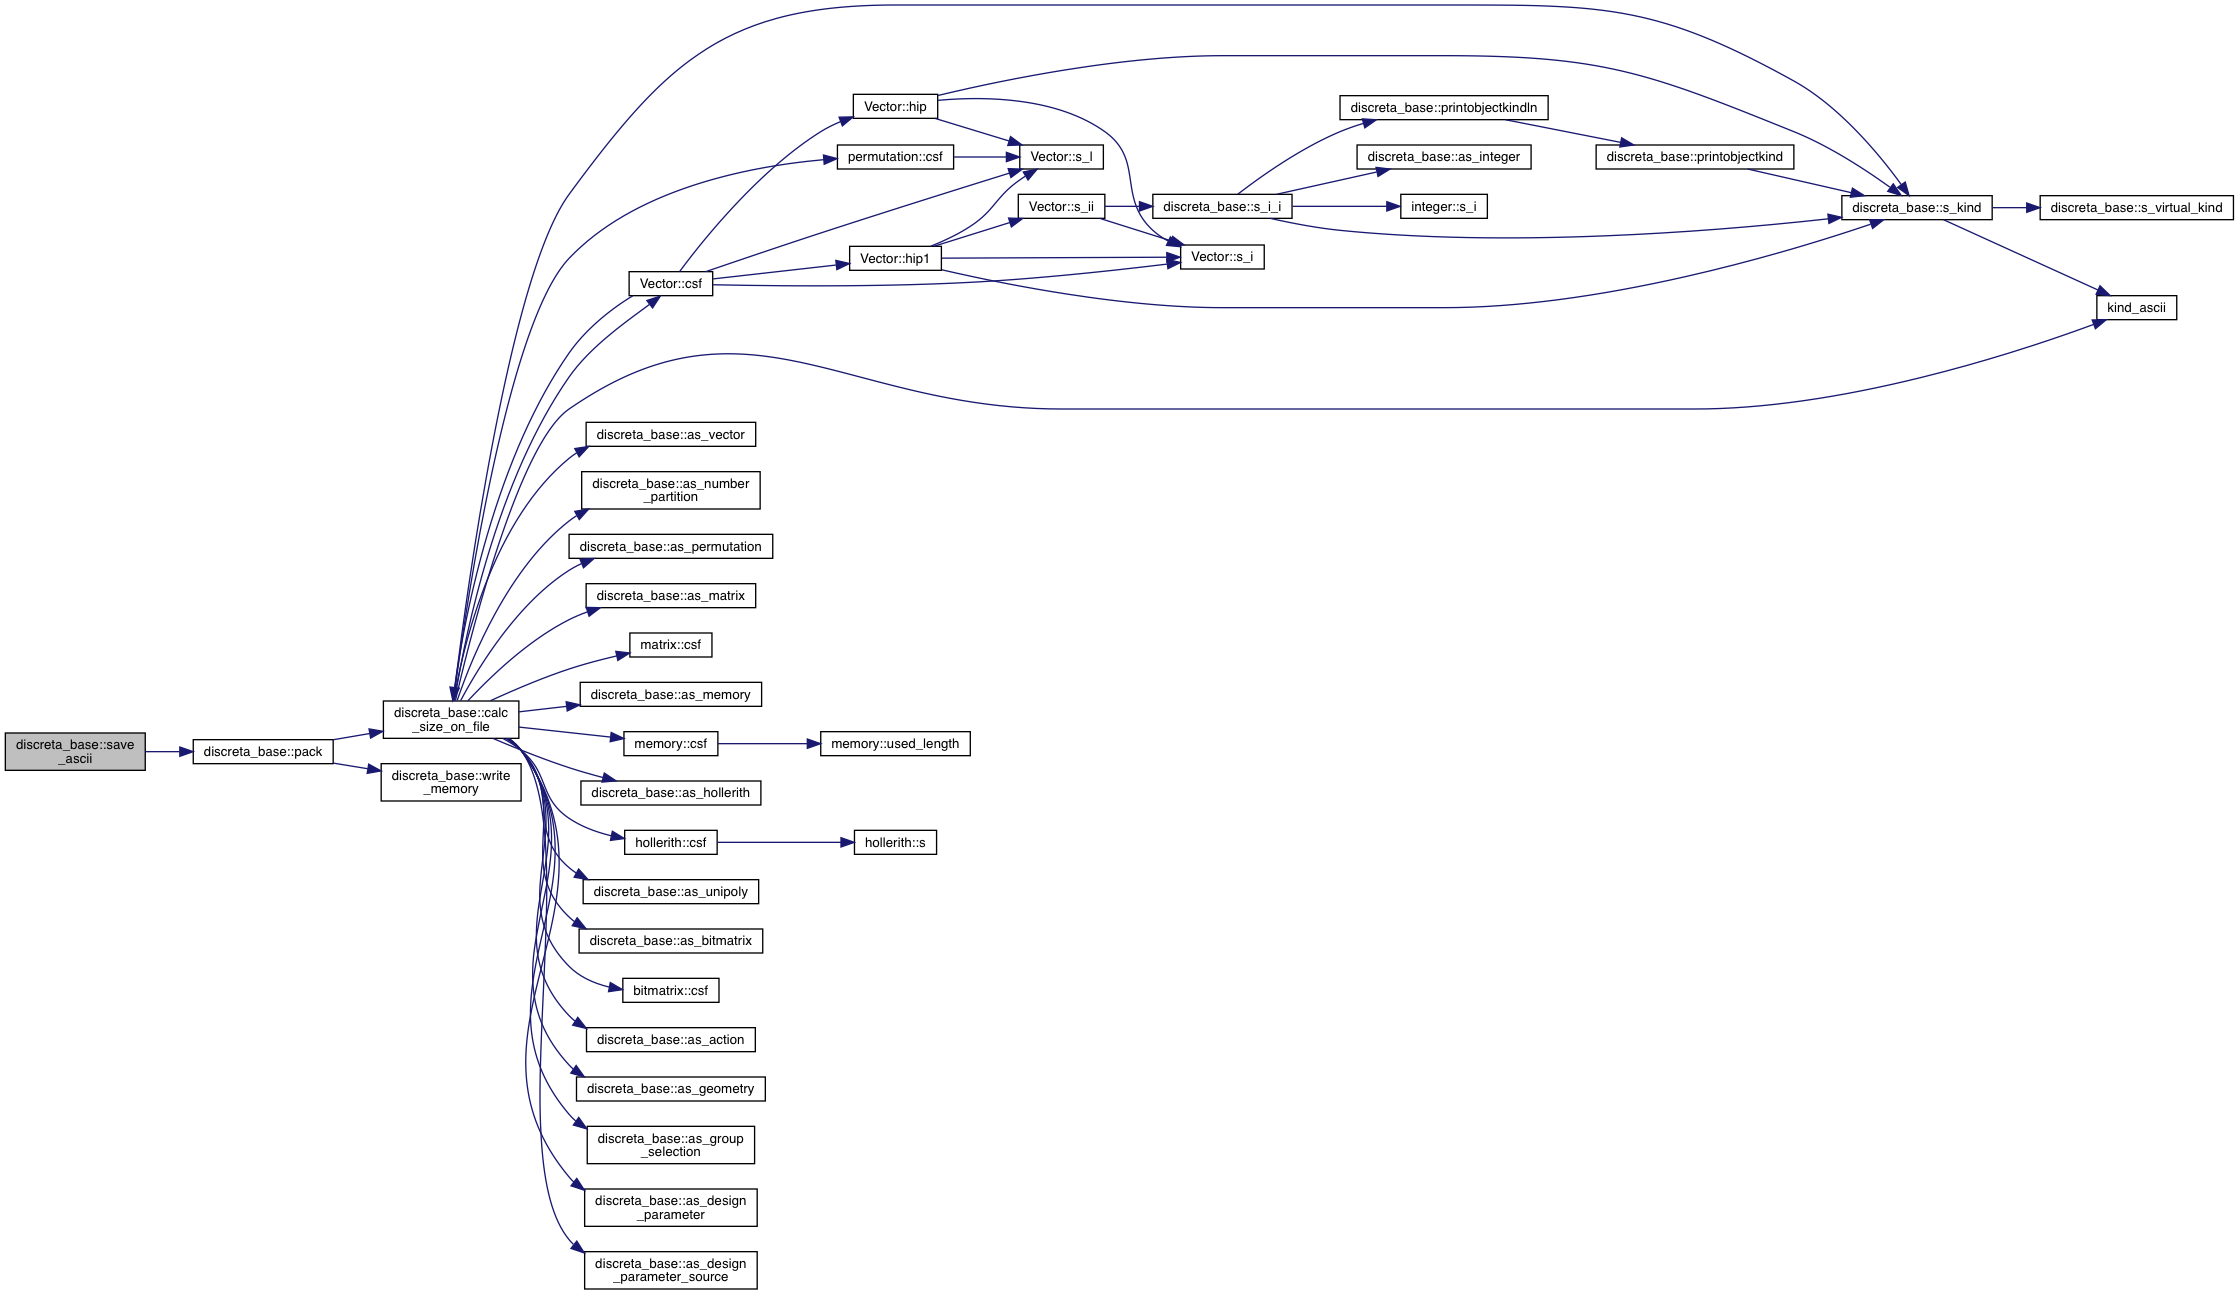 discreta_base::save
_ascii
discreta_base::pack
discreta_base::calc
_size_on_file
discreta_base::write
_memory
Vector::csf
discreta_base::as_vector
discreta_base::as_number
_partition
discreta_base::as_permutation
discreta_base::as_matrix
matrix::csf
discreta_base::as_memory
memory::csf
discreta_base::as_hollerith
hollerith::csf
discreta_base::as_unipoly
discreta_base::as_bitmatrix
bitmatrix::csf
discreta_base::as_action
discreta_base::as_geometry
discreta_base::as_group
_selection
discreta_base::as_design
_parameter
discreta_base::as_design
_parameter_source
Vector::hip
permutation::csf
Vector::hip1
memory::used_length
hollerith::s
Vector::s_l
Vector::s_ii
discreta_base::s_i_i
Vector::s_i
discreta_base::printobjectkindln
discreta_base::as_integer
integer::s_i
discreta_base::printobjectkind
discreta_base::s_kind
discreta_base::s_virtual_kind
kind_ascii